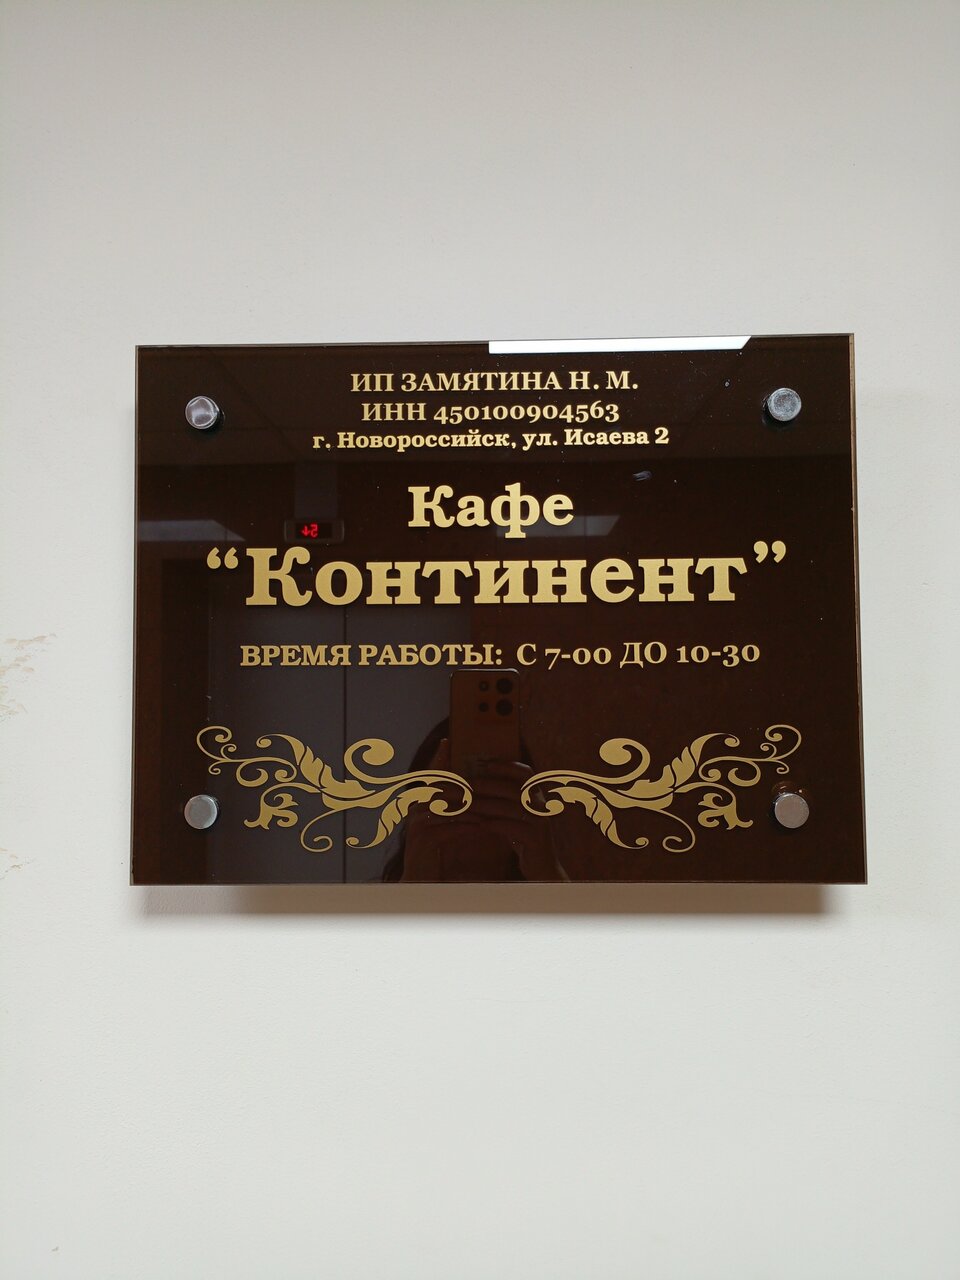 ИП ЗАМЯТИНА Н. М.
ИНН 450100904563
г. Новороссийск, ул. Исаева 2
Кафе
“Континент”
ВРЕМЯ РАБОТЫ: С 7-00 ДО 10-30